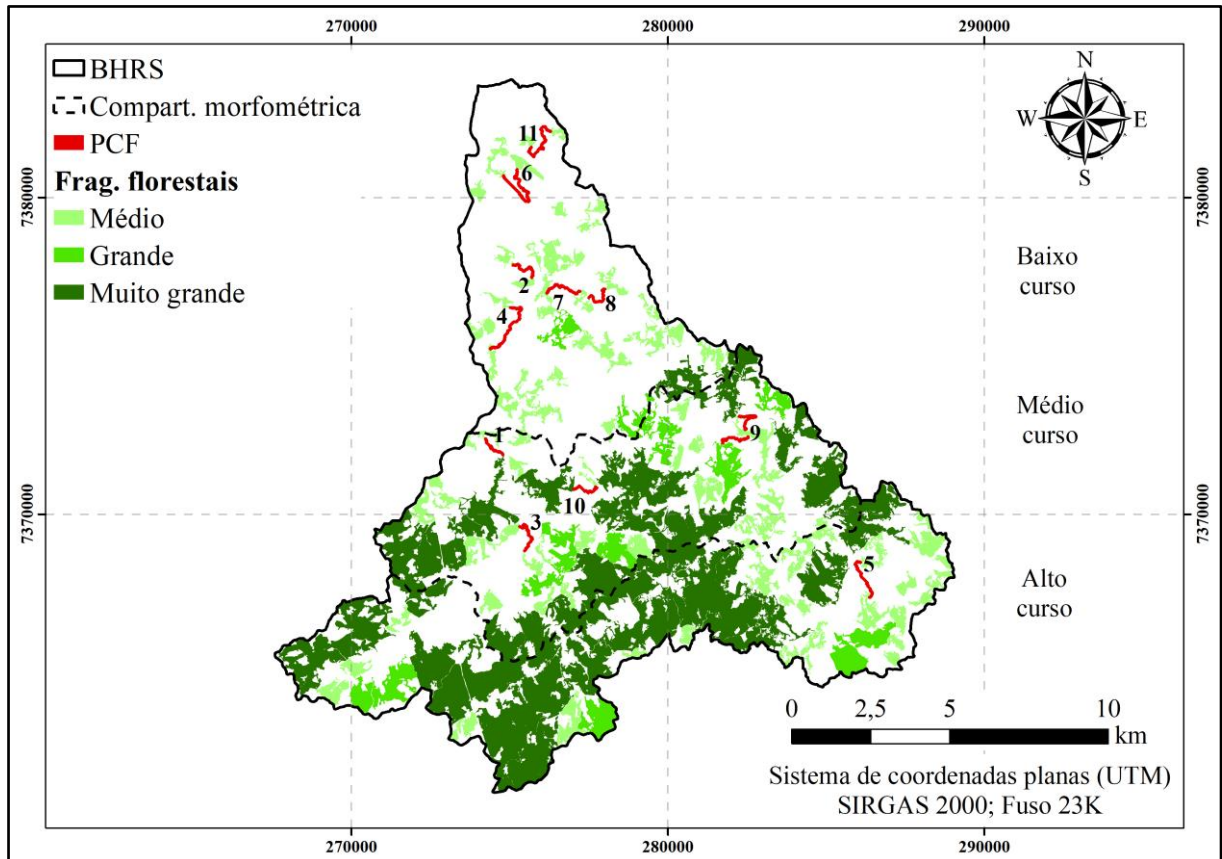 270000
280000
290000
BHRS
Compart. morfométrica
PCF
Frag. florestais
Médio
Grande
Muito grande
N
W
E
S
7380000
7380000
7370000
7370000
11
6
2
7
8
4
9
1
10
3
5
Baixo
curso
Médio
curso
Alto
curso
0
2,5
5
10
km
Sistema de coordenadas planas (UTM)
SIRGAS 2000; Fuso 23K
270000
280000
290000